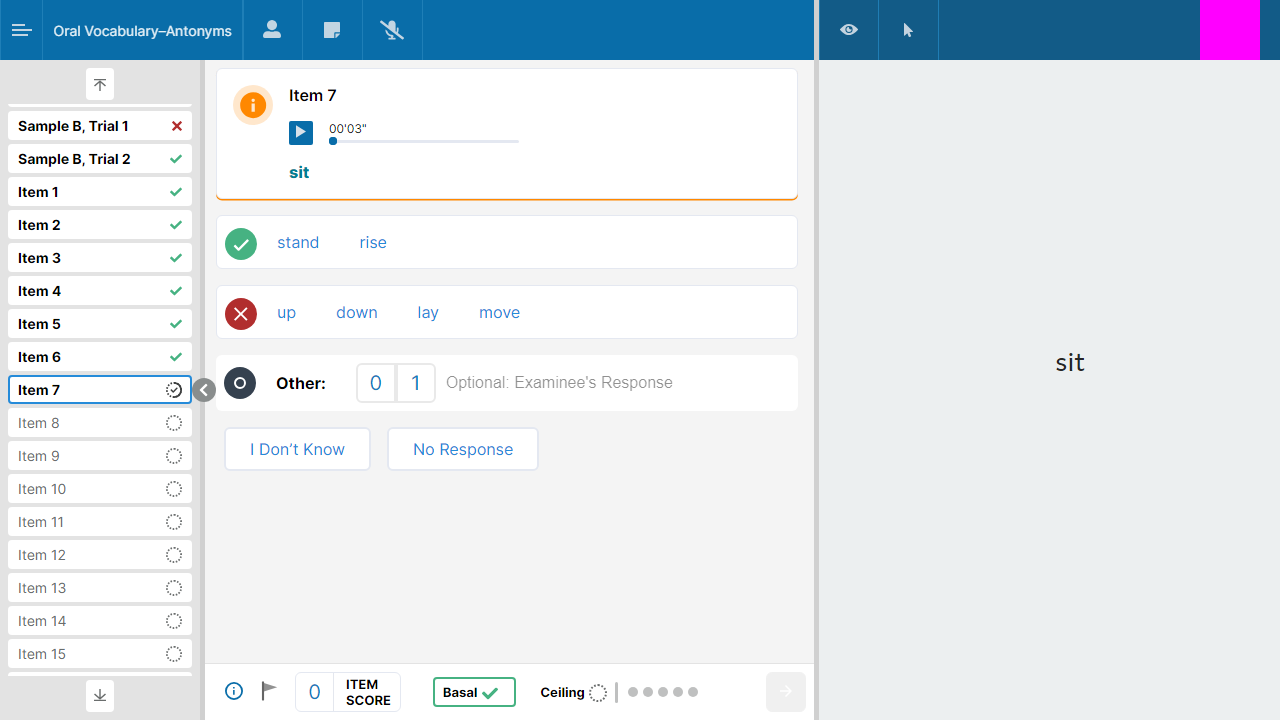 Oral Vocabulary–Antonyms
Sample B, Trial 1
Sample B, Trial 2
Item 1
Item 2
Item 3
Item 4
Item 5
Item 6
Item 7
Item 8
Item 9
Item 10
Item 11
Item 12
Item 13
Item 14
Item 15
Item 7
00'03"
sit
stand rise
up down lay move
Other: 0 1 Optional: Examinee's Response
I Don’t Know No Response
0 ITEM SCORE
Basal
Ceiling
sit